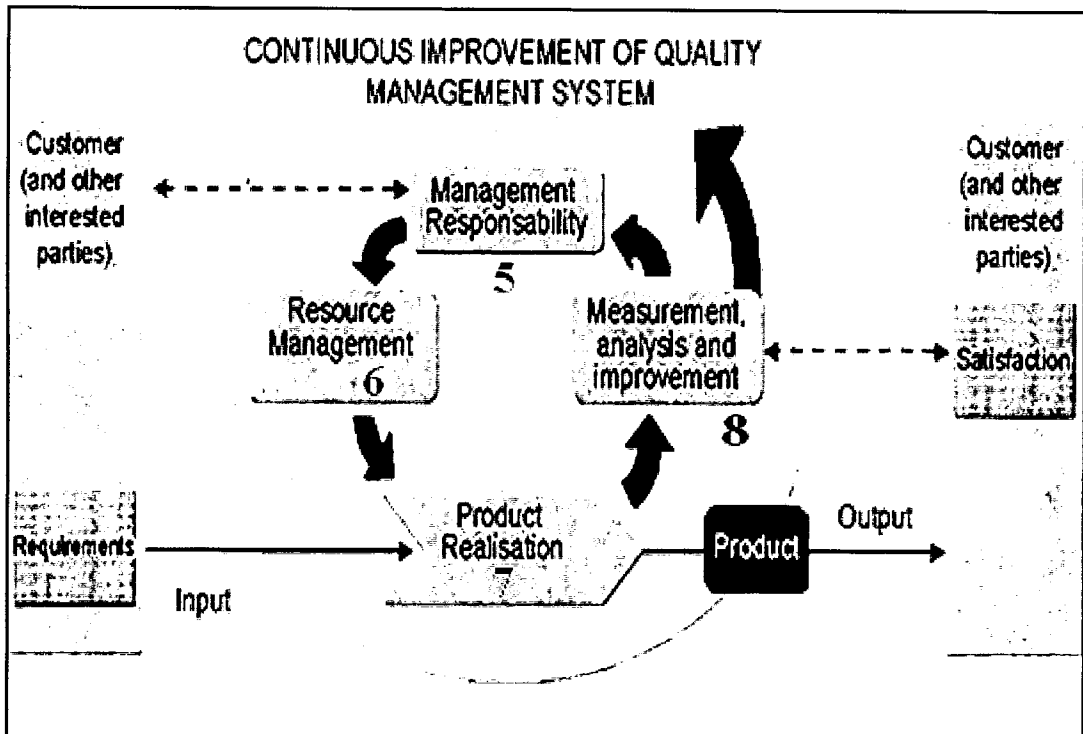 CONTINUOUS IMPROVEMENT OF QUALITY
MANAGEMENT SYSTEM
Customer
(and other
interested
parties).
Customer
(and other
interested
parties).
Management
Responsability
5
Resource
Management
6
Measurement,
analysis and
improvement
8
Satisfaction
Requirements
Input
Product
Realisation
7
Product
Output